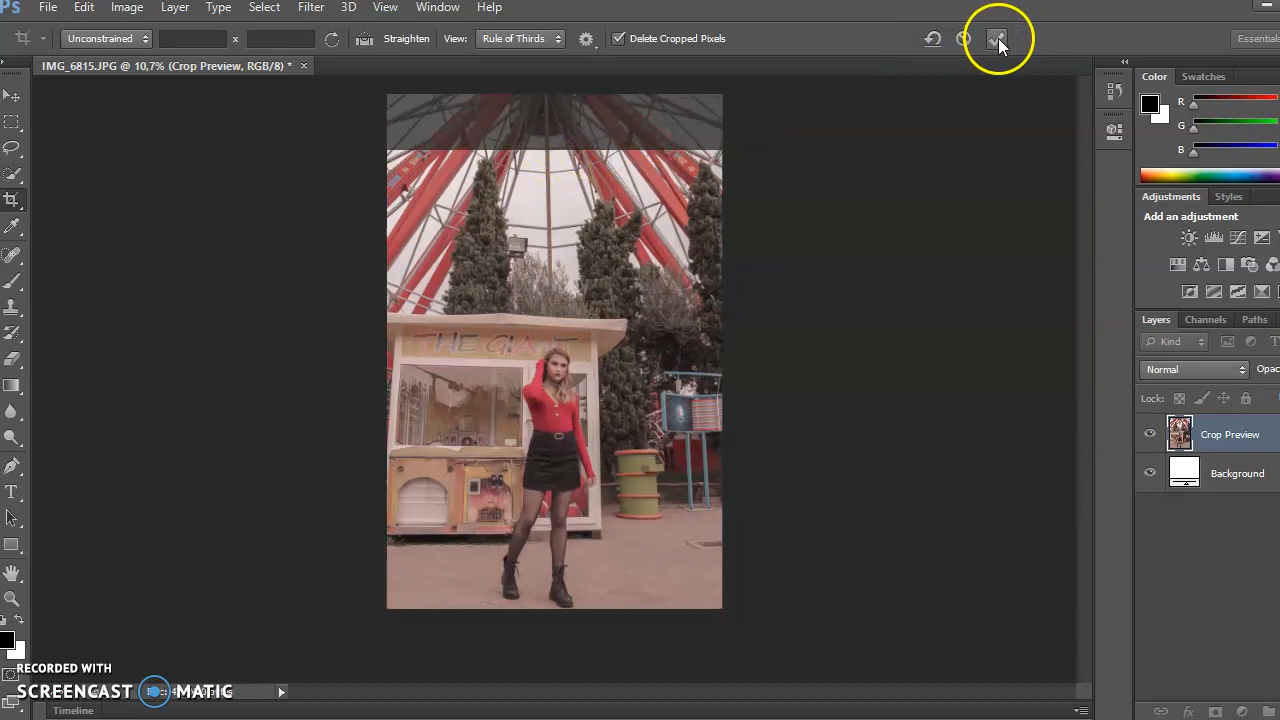 Ps File Edit Image Layer Type Select Filter 3D View Window Help
Unconstrained x Straighten View: Rule of Thirds Delete Cropped Pixels Essentials
IMG_6815.JPG @ 10,7% (Crop Preview, RGB/8) * ×
Color Swatches
R
G
B
Adjustments Styles
Add an adjustment
Layers Channels Paths
Kind
Normal Opac
Lock:
Crop Preview
Background
THE GIANT
RECORDED WITH
SCREENCAST MATIC
Timeline